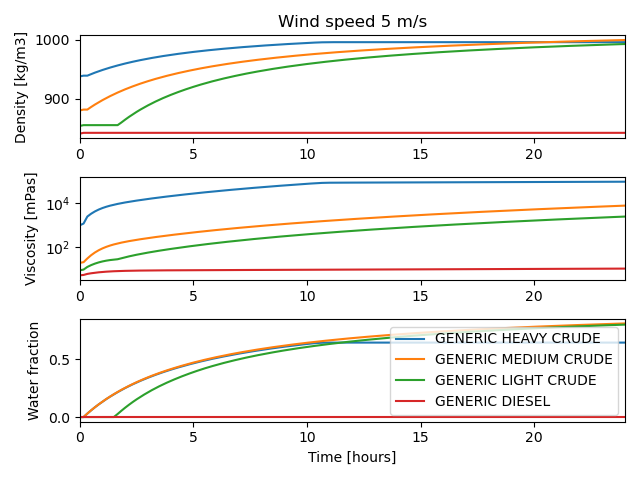 Wind speed 5 m/s
Density [kg/m3]
1000
900
0 5 10 15 20
Viscosity [mPas]
10^4
10^2
0 5 10 15 20
Water fraction
0.5
0.0
GENERIC HEAVY CRUDE
GENERIC MEDIUM CRUDE
GENERIC LIGHT CRUDE
GENERIC DIESEL
0 5 10 15 20
Time [hours]